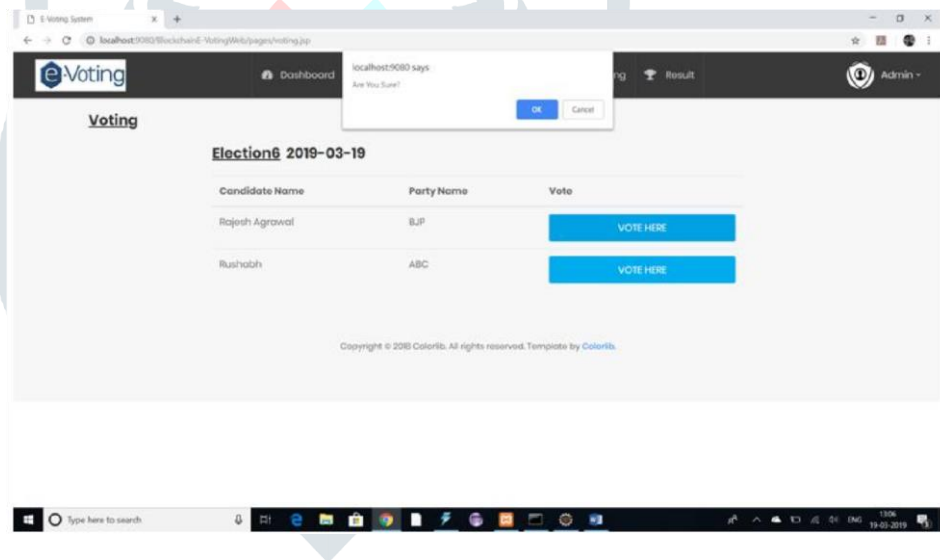 E-Voting System
localhost:9080/BlockchainE-VotingWeb/pages/voting.jsp
e-Voting
Dashboard
ng
Result
Admin
localhost:9080 says
Are You Sure?
OK
Cancel
Voting
Election6 2019-03-19
Candidate Name Party Name Vote
Rajesh Agrawal BJP VOTE HERE
Rushabh ABC VOTE HERE
Copyright © 2018 Colorlib. All rights reserved. Template by Colorlib.
Type here to search
ENG
13:06
19-03-2019